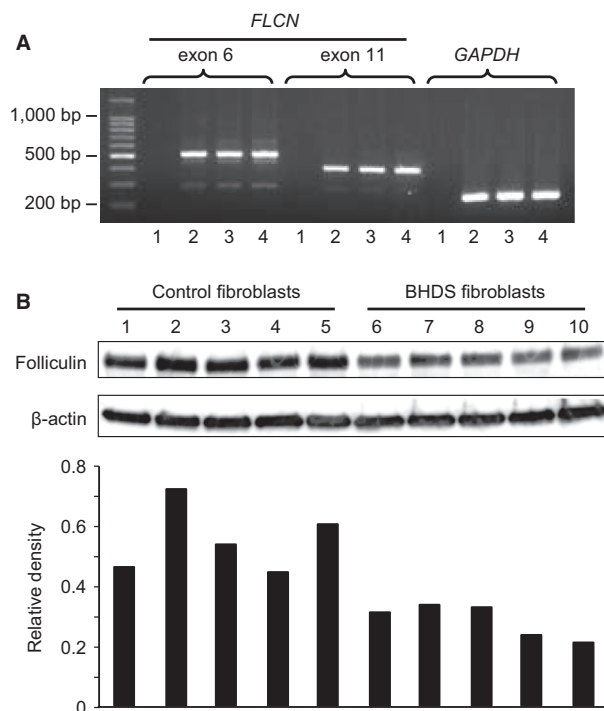 A
FLCN
exon 6 exon 11 GAPDH
1,000 bp
500 bp
200 bp
1 2 3 4 1 2 3 4 1 2 3 4
B
Control fibroblasts BHDS fibroblasts
1 2 3 4 5 6 7 8 9 10
Folliculin
β-actin
0.8
0.6
0.4
0.2
0
Relative density